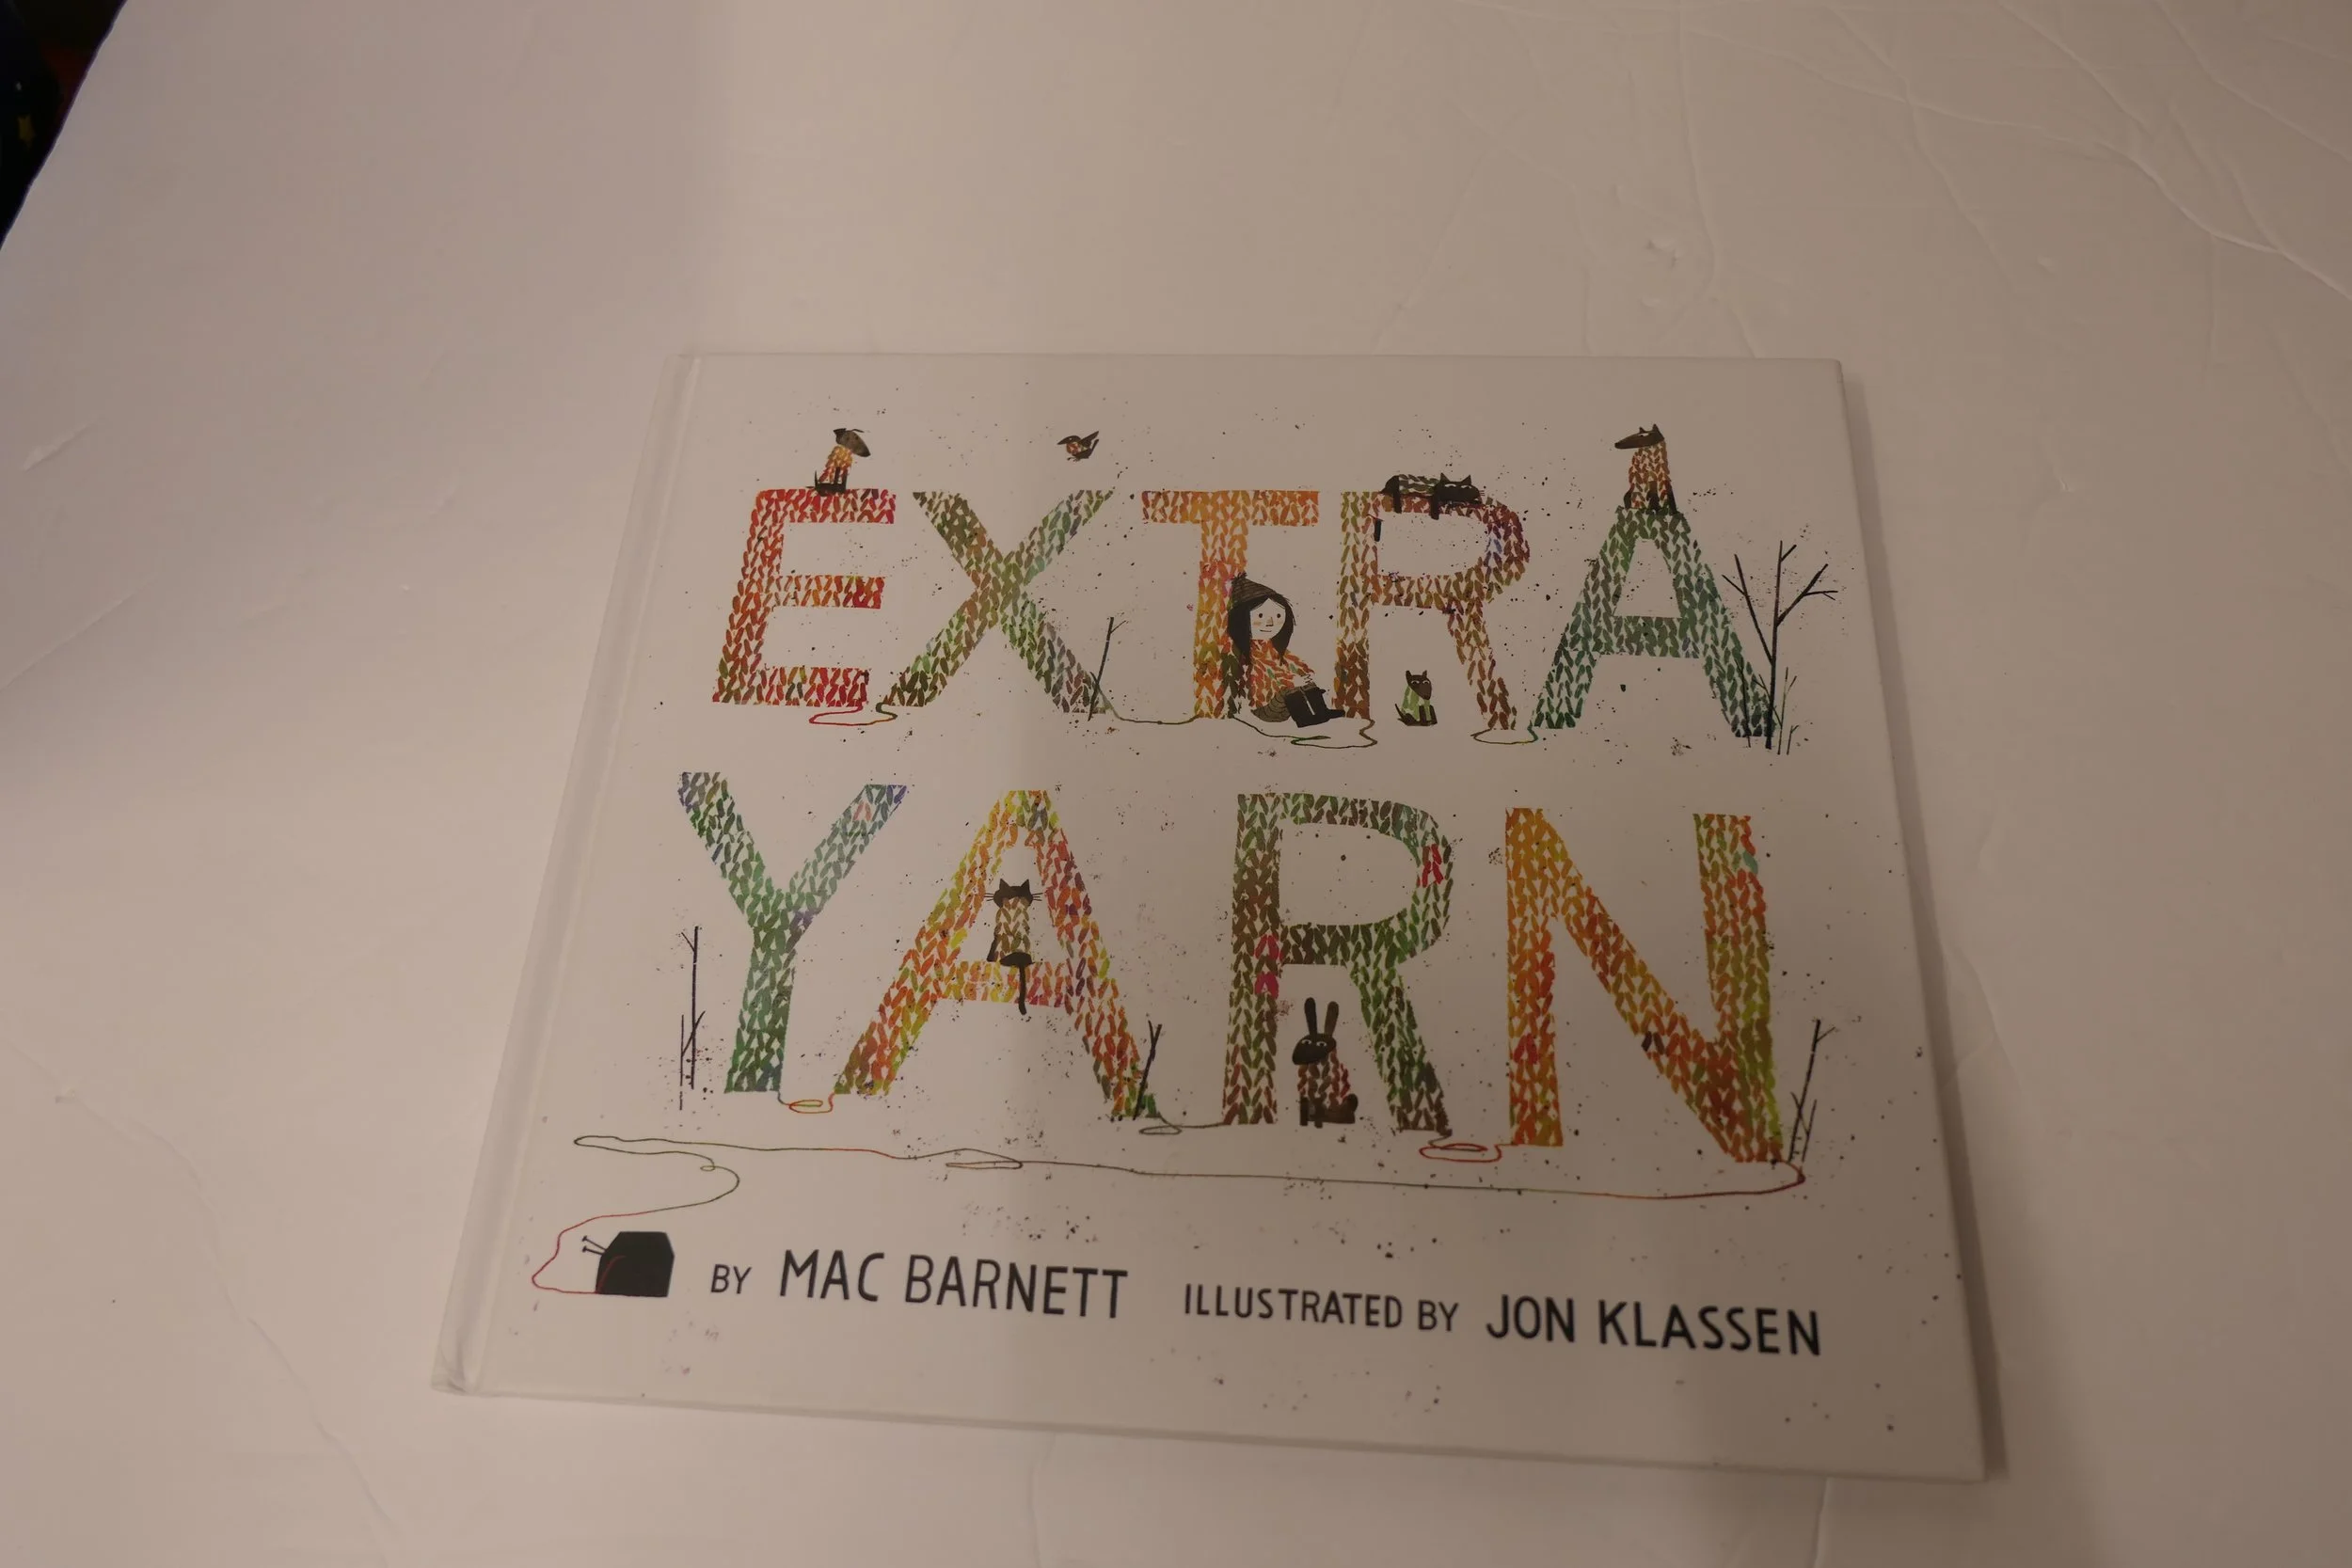 EXTRA
YARN
BY MAC BARNETT ILLUSTRATED BY JON KLASSEN